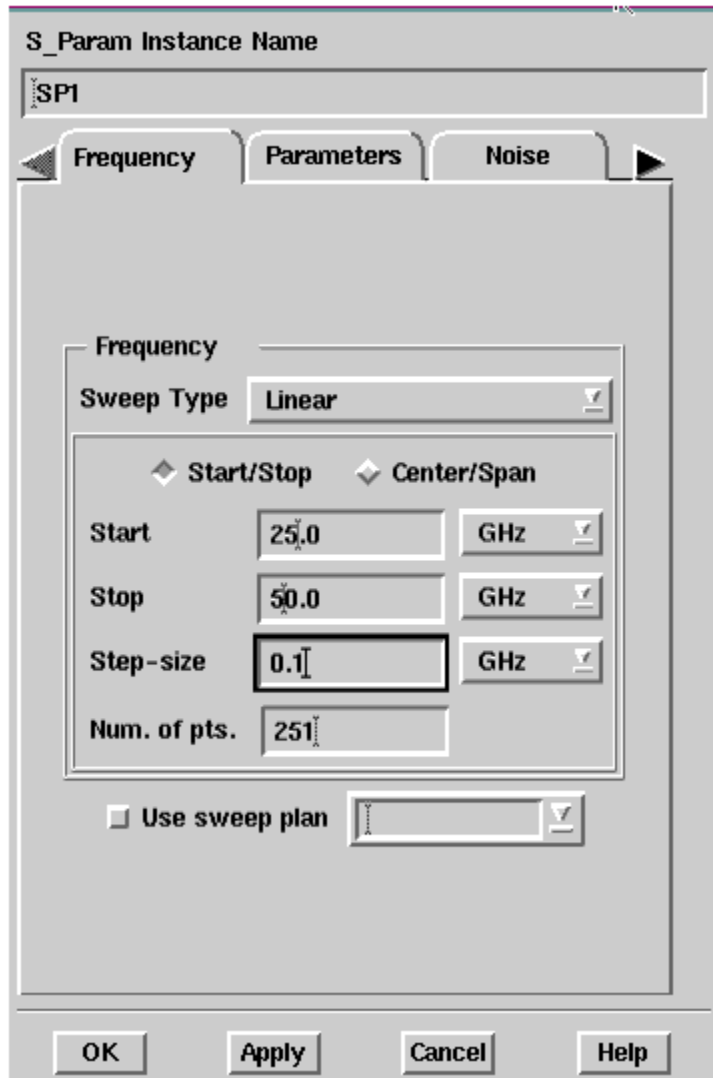 S_Param Instance Name
SP1
Frequency Parameters Noise
Frequency
Sweep Type Linear
Start/Stop Center/Span
Start 25.0 GHz
Stop 50.0 GHz
Step-size 0.1 GHz
Num. of pts. 251
Use sweep plan
OK Apply Cancel Help